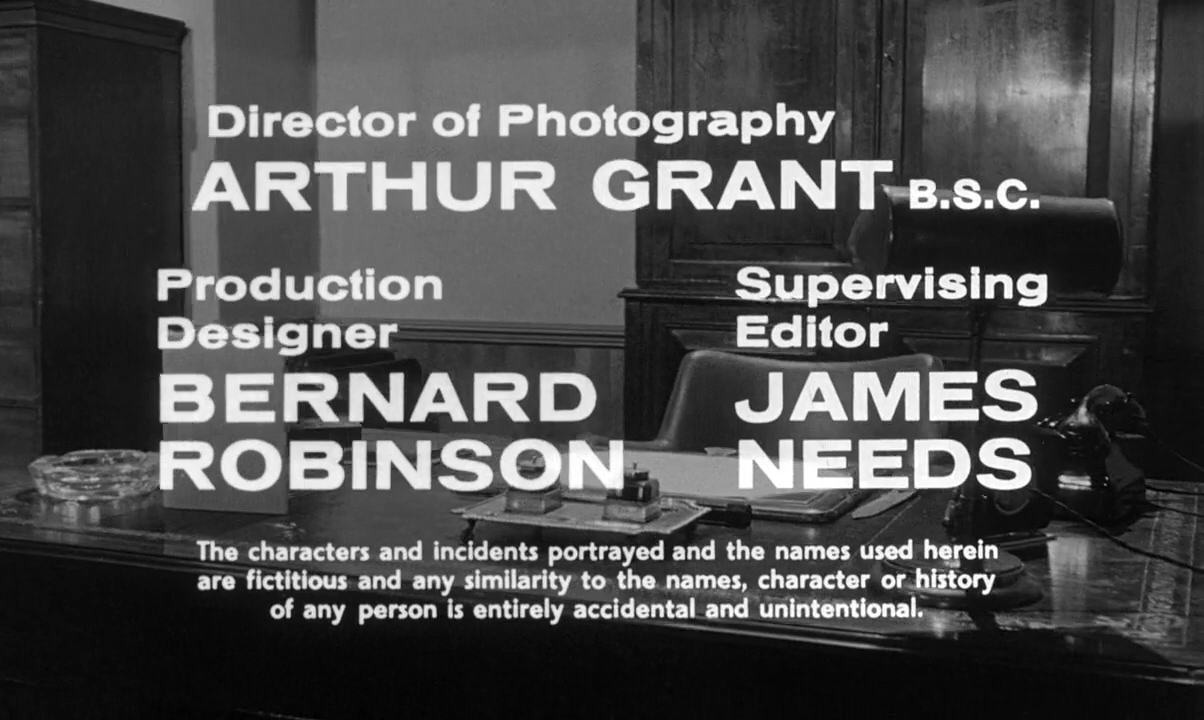 Director of Photography
ARTHUR GRANT B.S.C.
Production
Designer
BERNARD
ROBINSON
Supervising
Editor
JAMES
NEEDS
The characters and incidents portrayed and the names used herein
are fictitious and any similarity to the names, character or history
of any person is entirely accidental and unintentional.